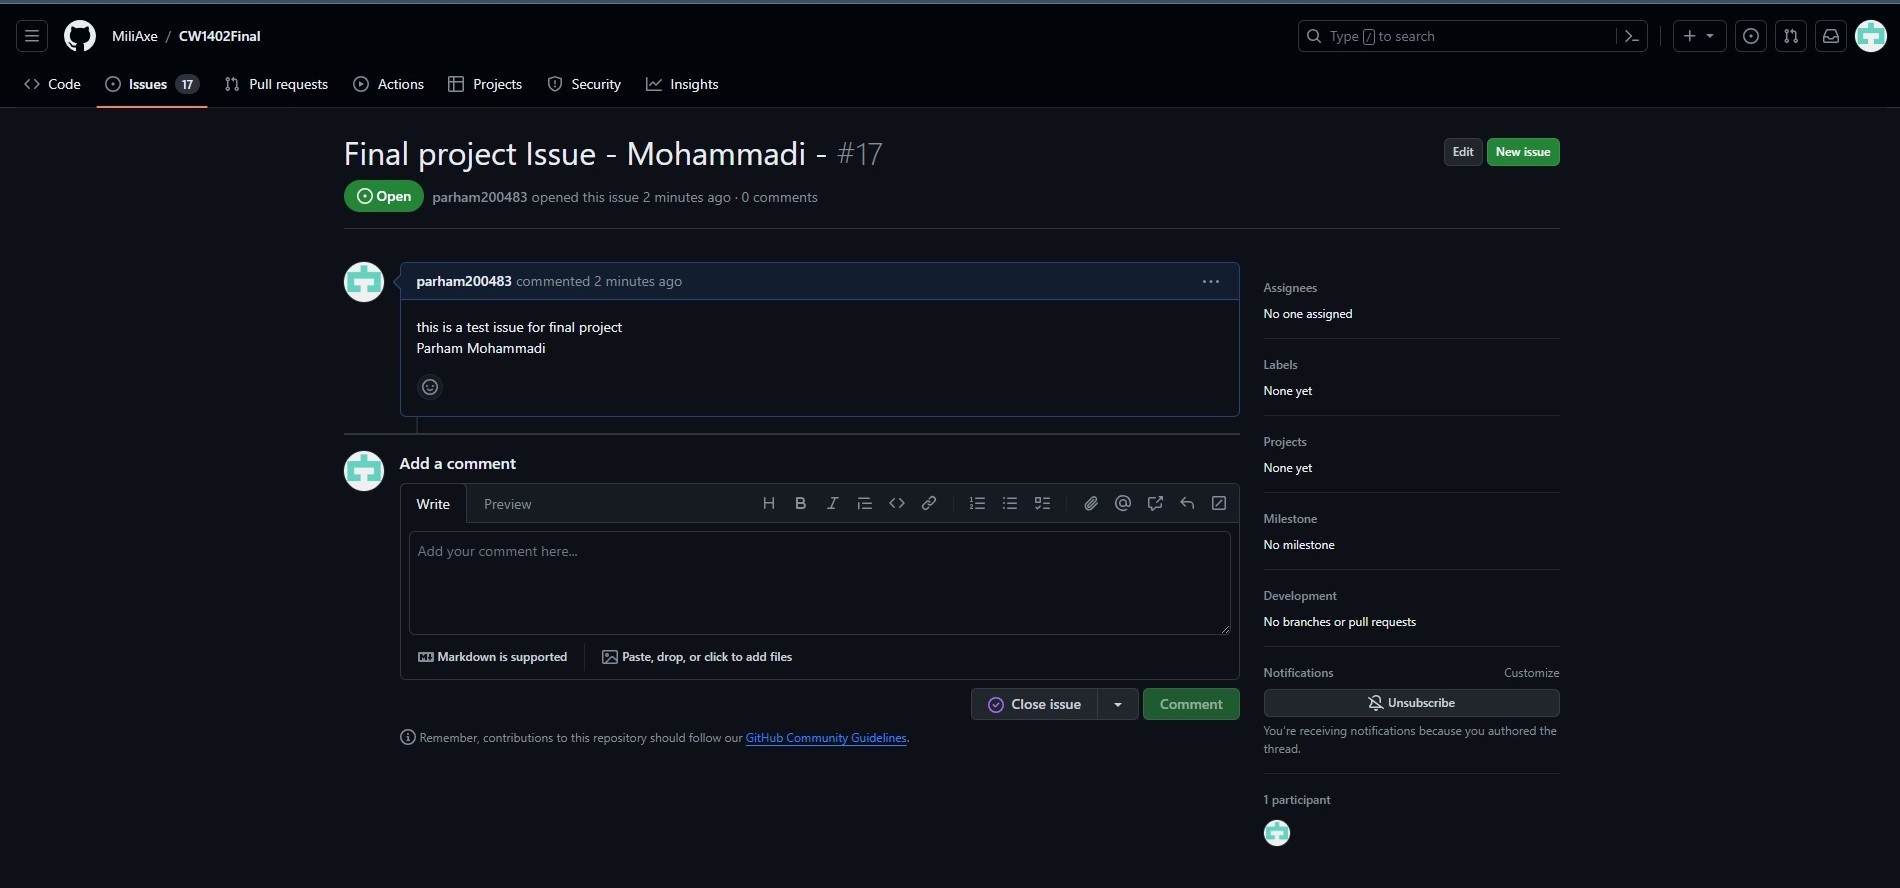 MiliAxe / CW1402Final
Type / to search
Code
Issues 17
Pull requests
Actions
Projects
Security
Insights
Final project Issue - Mohammadi - #17
Edit
New issue
Open
parham200483 opened this issue 2 minutes ago · 0 comments
parham200483 commented 2 minutes ago
this is a test issue for final project
Parham Mohammadi
Add a comment
Write
Preview
Add your comment here...
Markdown is supported
Paste, drop, or click to add files
Close issue
Comment
Remember, contributions to this repository should follow our GitHub Community Guidelines.
Assignees
No one assigned
Labels
None yet
Projects
None yet
Milestone
No milestone
Development
No branches or pull requests
Notifications
Customize
Unsubscribe
You're receiving notifications because you authored the
thread.
1 participant